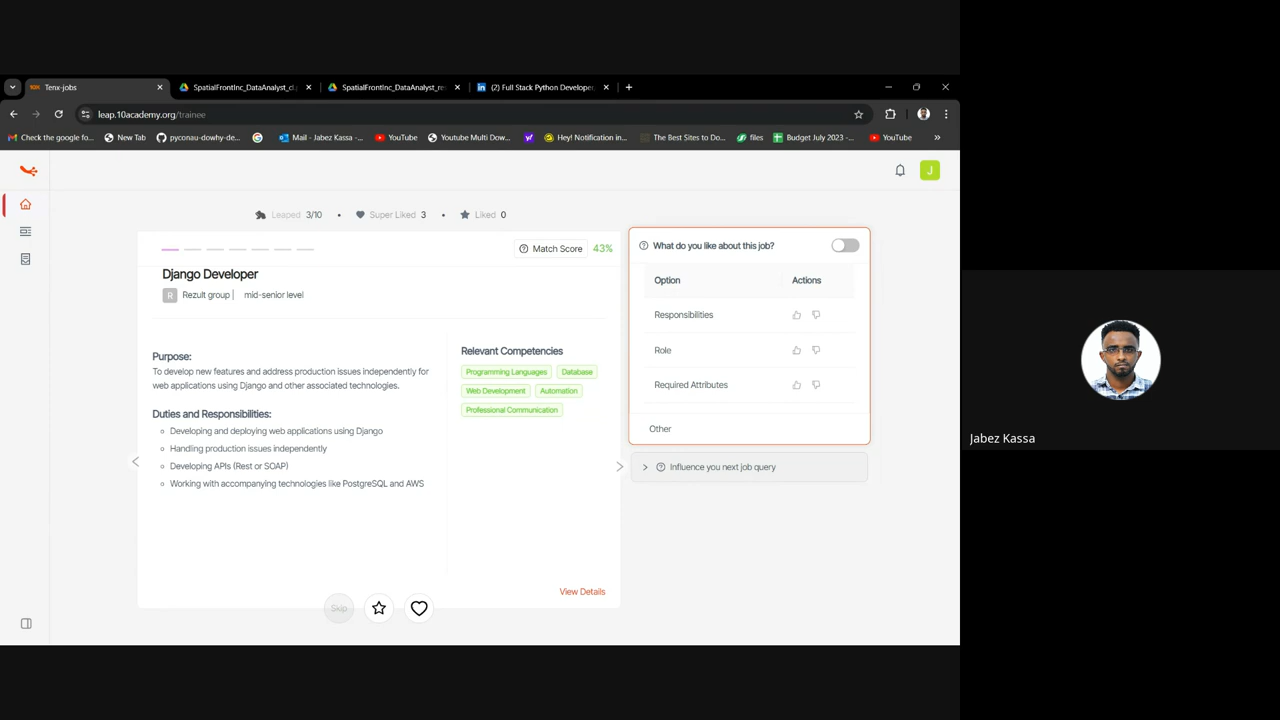 Tenx-jobs
SpatialFrontInc_DataAnalyst_cl
SpatialFrontInc_DataAnalyst_re
(2) Full Stack Python Developer,
leap.10academy.org/trainee
Check the google fo...
New Tab
pyconau-dowhy-de...
Mail - Jabez Kassa -...
YouTube
Youtube Multi Dow...
Hey! Notification in...
The Best Sites to Do...
files
Budget July 2023 -...
YouTube
»
J
Leaped 3/10 • Super Liked 3 • Liked 0
Match Score 43%
Django Developer
R Rezult group | mid-senior level
Purpose:
To develop new features and address production issues independently for
web applications using Django and other associated technologies.
Duties and Responsibilities:
Developing and deploying web applications using Django
Handling production issues independently
Developing APIs (Rest or SOAP)
Working with accompanying technologies like PostgreSQL and AWS
Relevant Competencies
Programming Languages Database
Web Development Automation
Professional Communication
View Details
Skip
What do you like about this job?
Option Actions
Responsibilities
Role
Required Attributes
Other
Influence you next job query
Jabez Kassa